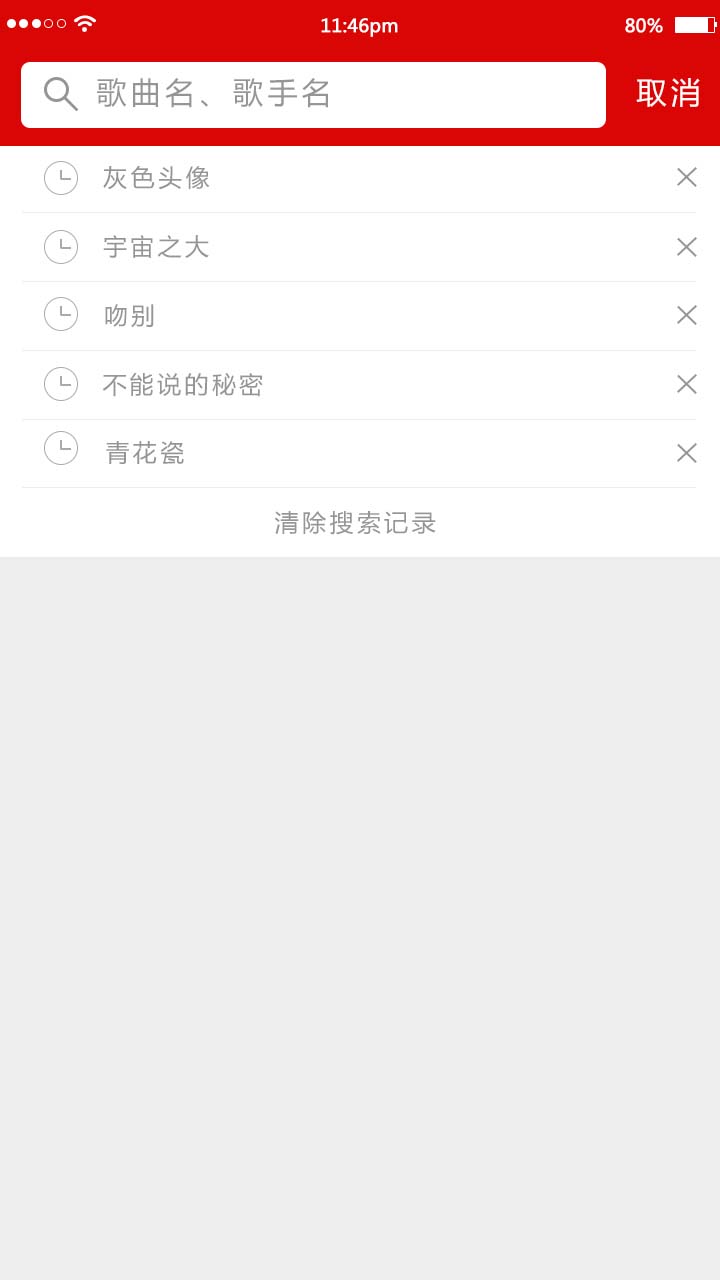 11:46pm 80%
歌曲名、歌手名 取消
灰色头像
宇宙之大
吻别
不能说的秘密
青花瓷
清除搜索记录